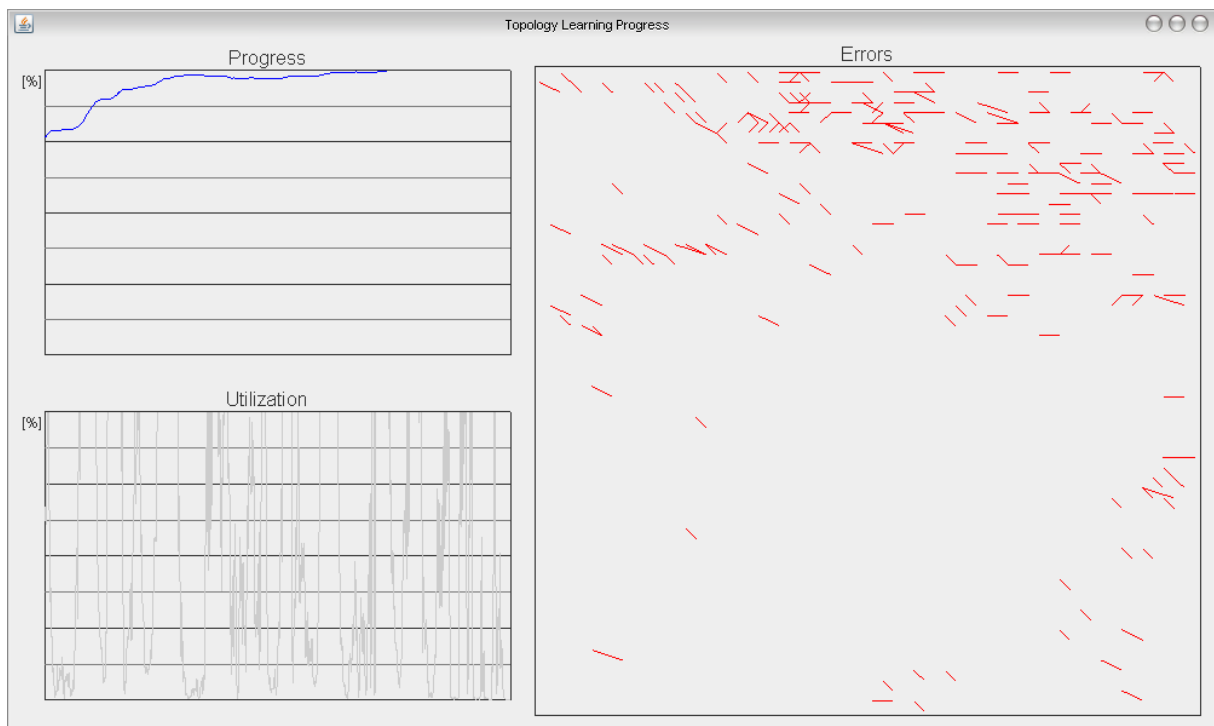 Topology Learning Progress
Progress
[%]
Utilization
[%]
Errors